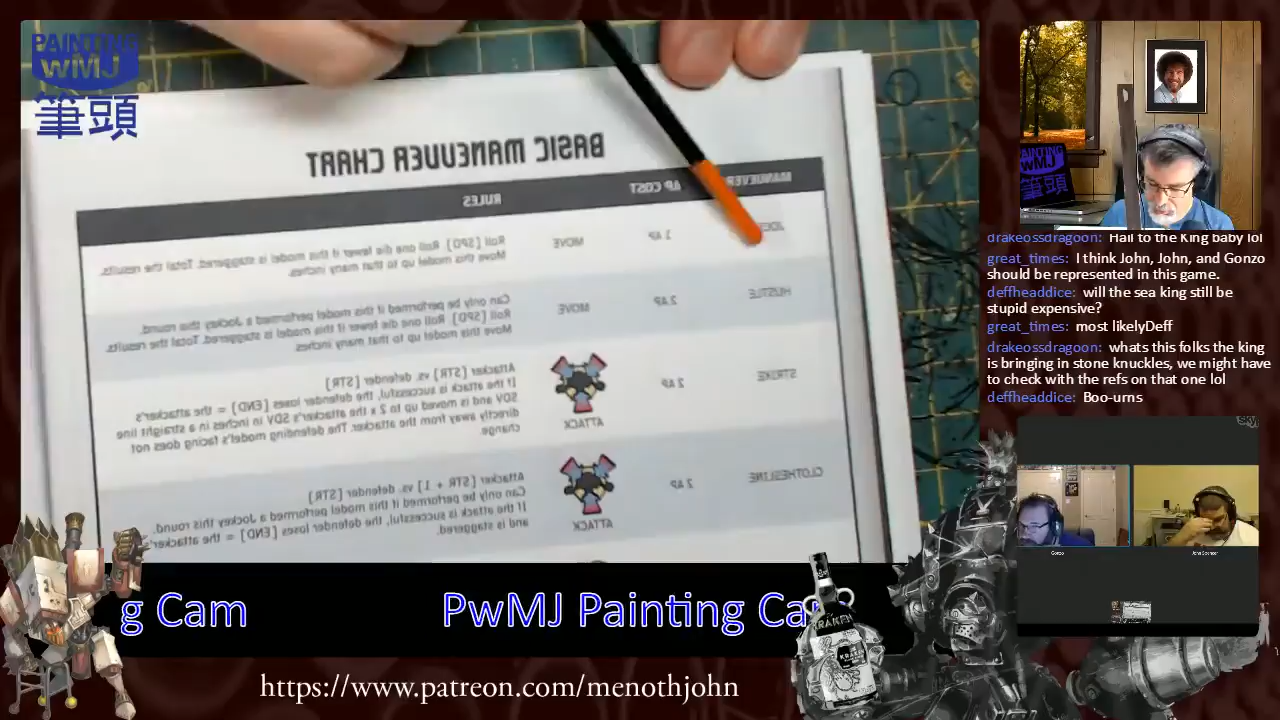 PAINTING
WMJ
筆頭
BASIC MANEUVER CHART
MANUEVER AP COST RULES
JOCKEY 1 AP MOVE
Roll [SPD]. Roll one die fewer if this model is staggered. Total the results.
Move this model up to that many inches.
HUSTLE 2 AP MOVE
Can only be performed if this model performed a Jockey this round.
Roll [SPD]. Roll one die fewer if this model is staggered. Total the results.
Move this model up to that many inches.
STRIKE 2 AP ATTACK
Attacker [STR] vs. defender [STR]
If the attack is successful, the defender loses [END] = the attacker's
SDV and is moved up to 2 x the attacker's SDV in inches in a straight line
directly away from the attacker. The defending model's facing does not
change.
CLOTHESLINE 2 AP ATTACK
Attacker [STR + 1] vs. defender [STR]
Can only be performed if this model performed a Jockey this round.
If the attack is successful, the defender loses [END] = the attacker's
and is staggered.
PAINTING
WMJ
drakeossdragoon: Hail to the King baby lol
great_times: I think John, John, and Gonzo
should be represented in this game.
deffheaddice: will the sea king still be
stupid expensive?
great_times: most likelyDeff
drakeossdragoon: whats this folks the king
is bringing in stone knuckles, we might have
to check with the refs on that one lol
deffheaddice: Boo-urns
Gonzo
John Spencer
g Cam PwMJ Painting Ca
KRAKEN
https://www.patreon.com/menothjohn